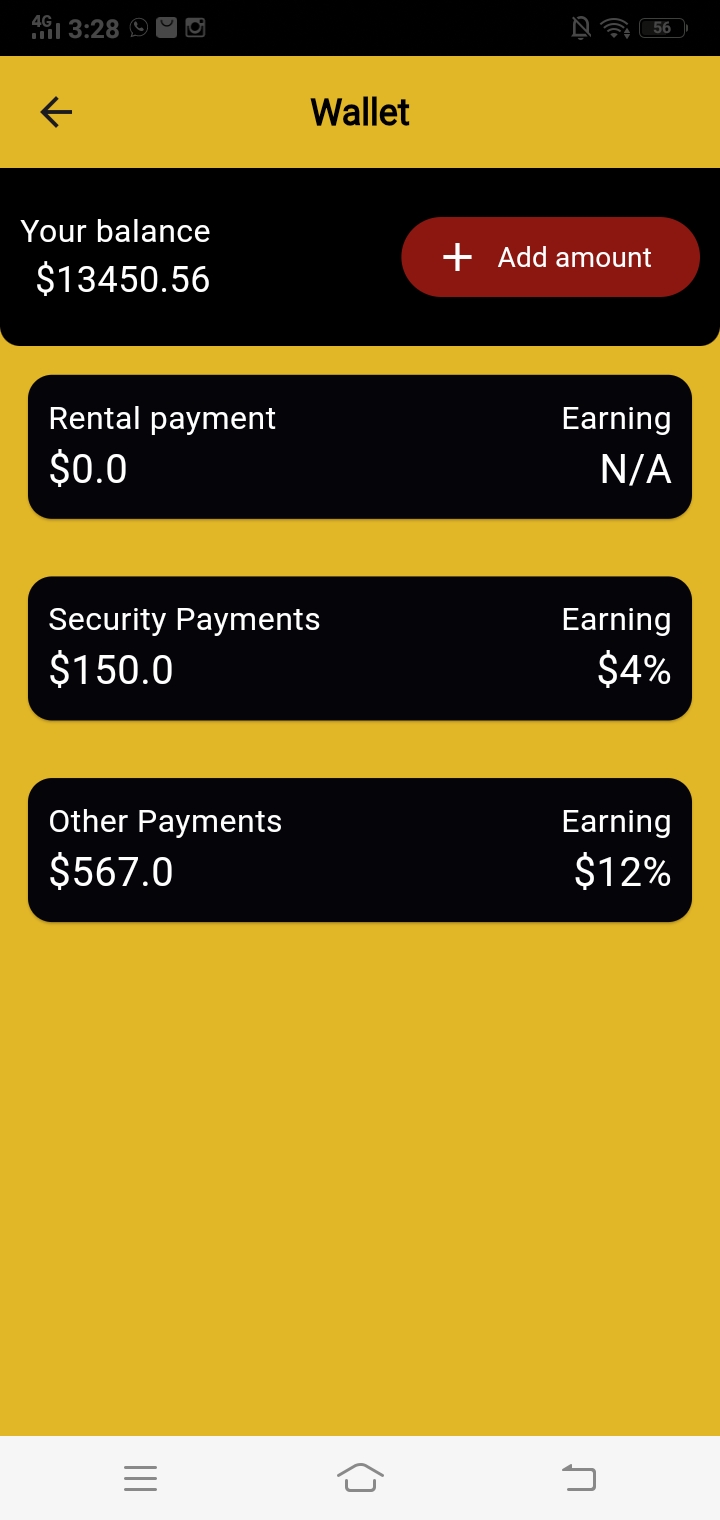 4G 3:28 56
Wallet
Your balance
$13450.56
+ Add amount
Rental payment Earning
$0.0 N/A
Security Payments Earning
$150.0 $4%
Other Payments Earning
$567.0 $12%